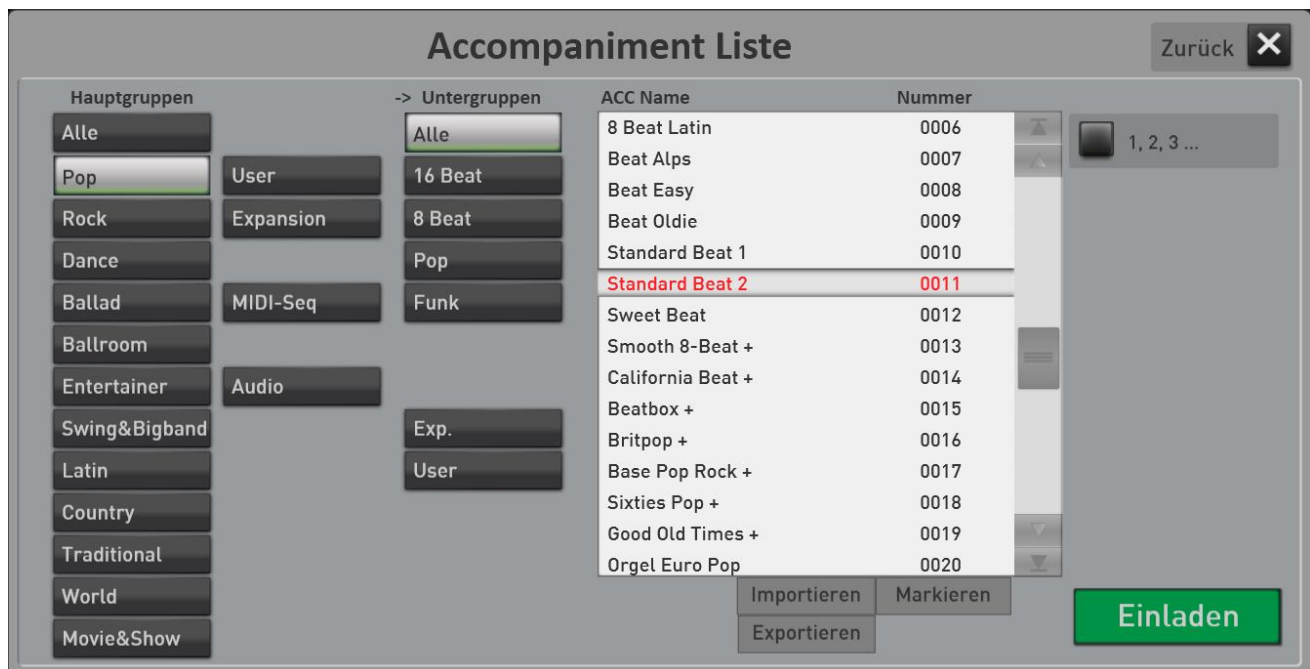 Accompaniment Liste
Zurück
Hauptgruppen
-> Untergruppen
ACC Name Nummer
Alle
Pop
Rock
Dance
Ballad
Ballroom
Entertainer
Swing&Bigband
Latin
Country
Traditional
World
Movie&Show
User
Expansion
MIDI-Seq
Audio
Alle
16 Beat
8 Beat
Pop
Funk
Exp.
User
8 Beat Latin 0006
Beat Alps 0007
Beat Easy 0008
Beat Oldie 0009
Standard Beat 1 0010
Standard Beat 2 0011
Sweet Beat 0012
Smooth 8-Beat + 0013
California Beat + 0014
Beatbox + 0015
Britpop + 0016
Base Pop Rock + 0017
Sixties Pop + 0018
Good Old Times + 0019
Orgel Euro Pop 0020
1, 2, 3 ...
Importieren Markieren
Exportieren
Einladen